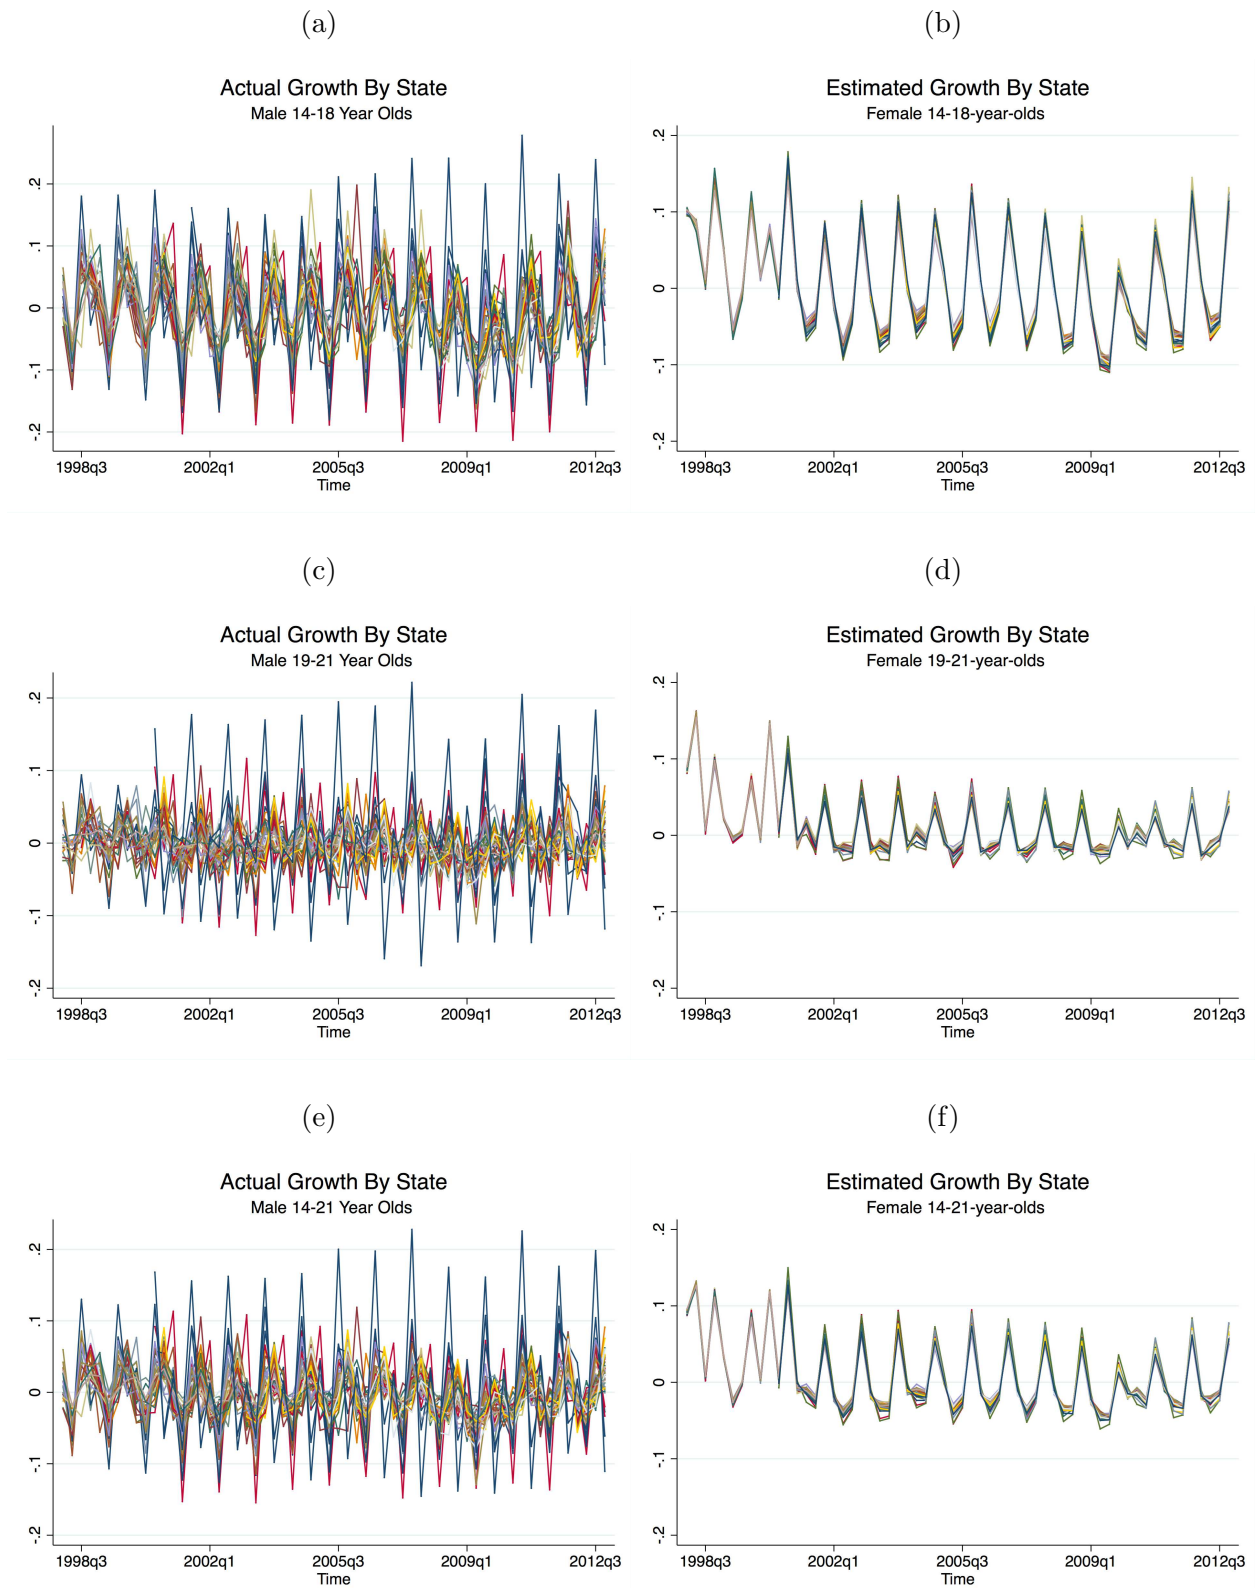 (a)
Actual Growth By State
Male 14-18 Year Olds
.2
.1
0
-.1
-.2
1998q3 2002q1 2005q3 2009q1 2012q3
Time
(b)
Estimated Growth By State
Female 14-18-year-olds
.2
.1
0
-.1
-.2
1998q3 2002q1 2005q3 2009q1 2012q3
Time
(c)
Actual Growth By State
Male 19-21 Year Olds
.2
.1
0
-.1
-.2
1998q3 2002q1 2005q3 2009q1 2012q3
Time
(d)
Estimated Growth By State
Female 19-21-year-olds
.2
.1
0
-.1
-.2
1998q3 2002q1 2005q3 2009q1 2012q3
Time
(e)
Actual Growth By State
Male 14-21 Year Olds
.2
.1
0
-.1
-.2
1998q3 2002q1 2005q3 2009q1 2012q3
Time
(f)
Estimated Growth By State
Female 14-21-year-olds
.2
.1
0
-.1
-.2
1998q3 2002q1 2005q3 2009q1 2012q3
Time